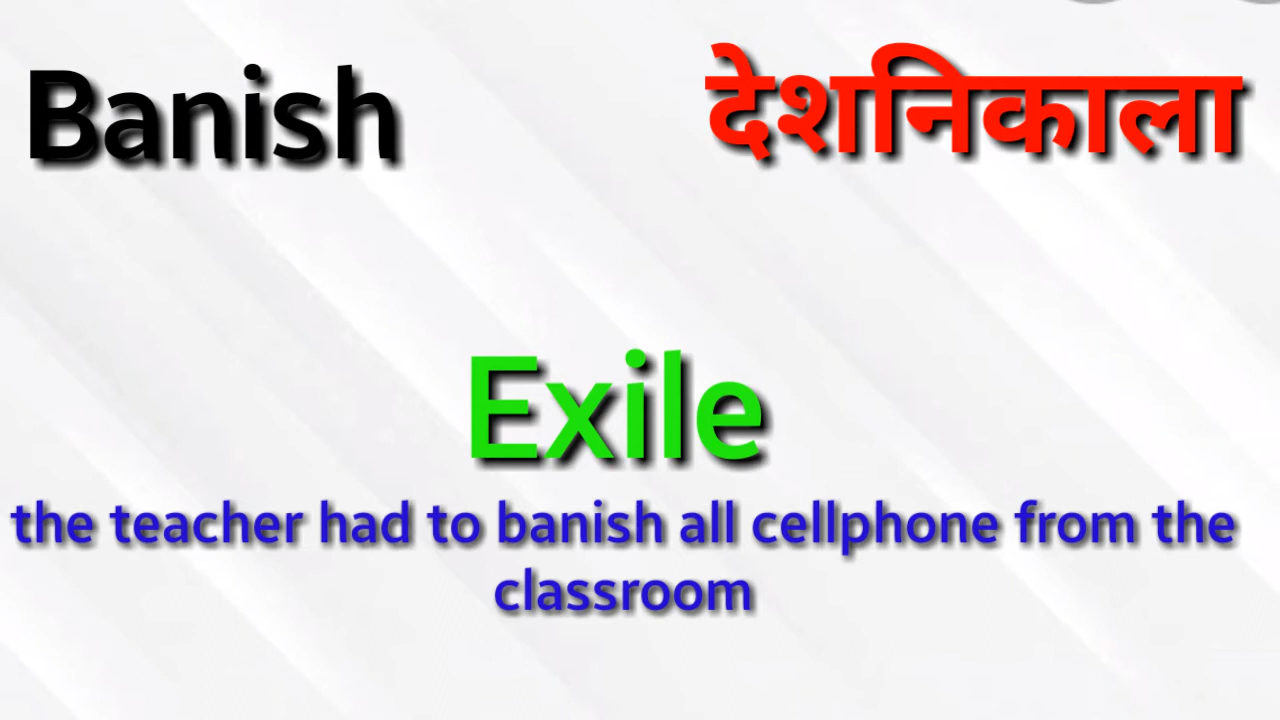 Banish
देशनिकाला
Exile
the teacher had to banish all cellphone from the
classroom